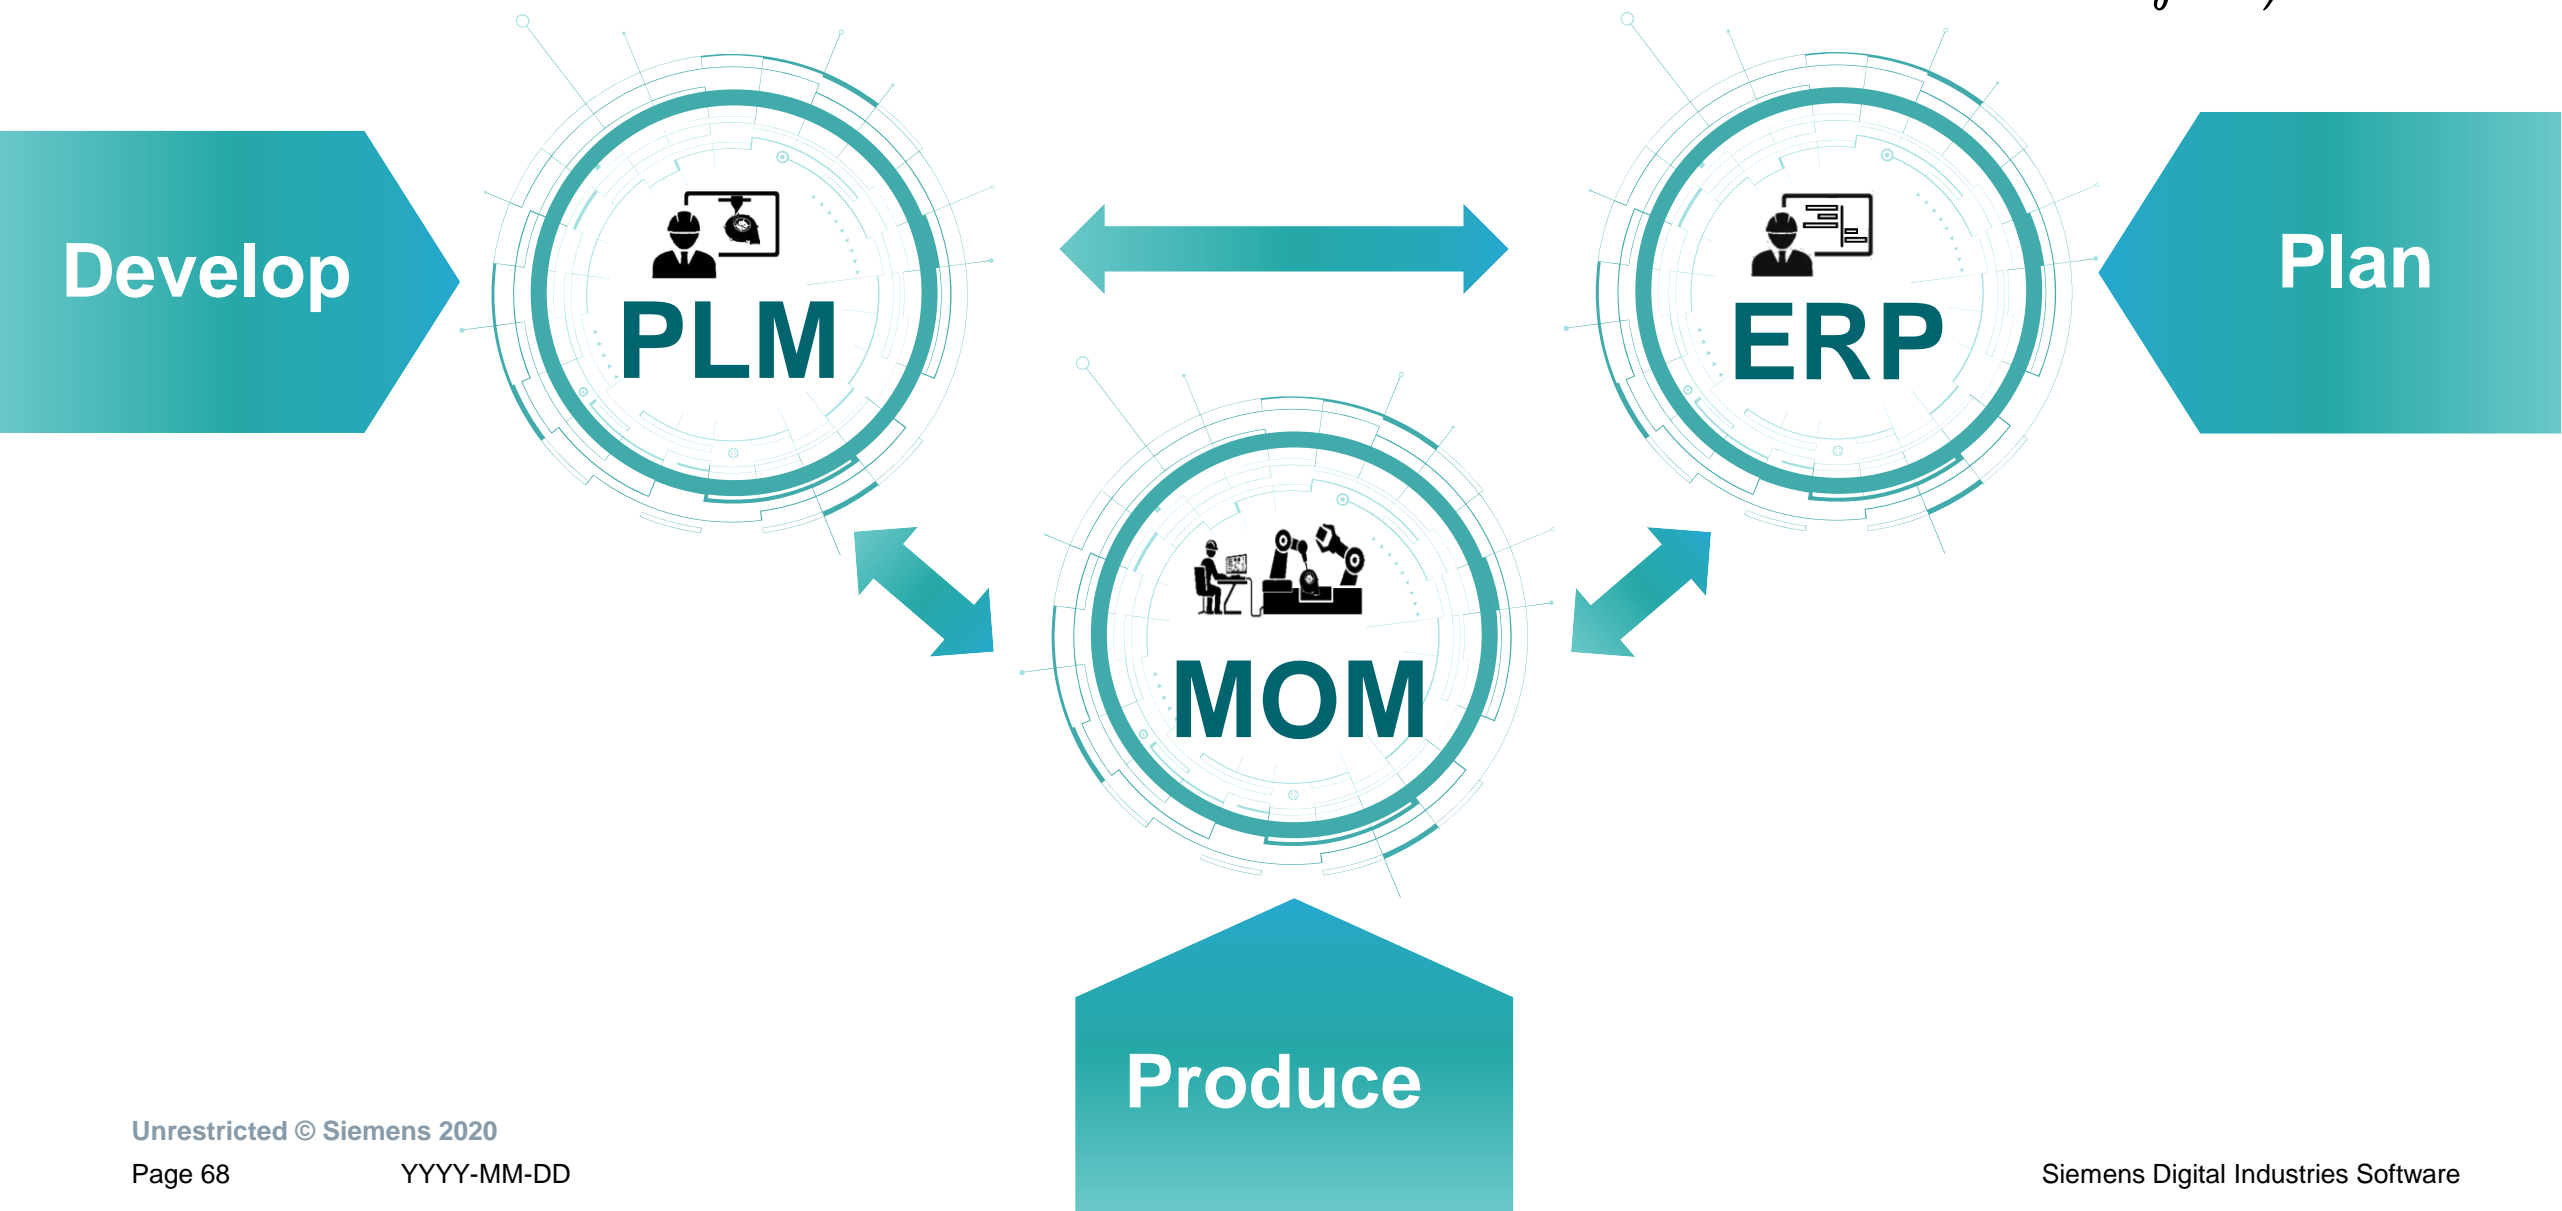 Develop
PLM
ERP
Plan
MOM
Produce
Unrestricted © Siemens 2020
Page 68 YYYY-MM-DD
Siemens Digital Industries Software